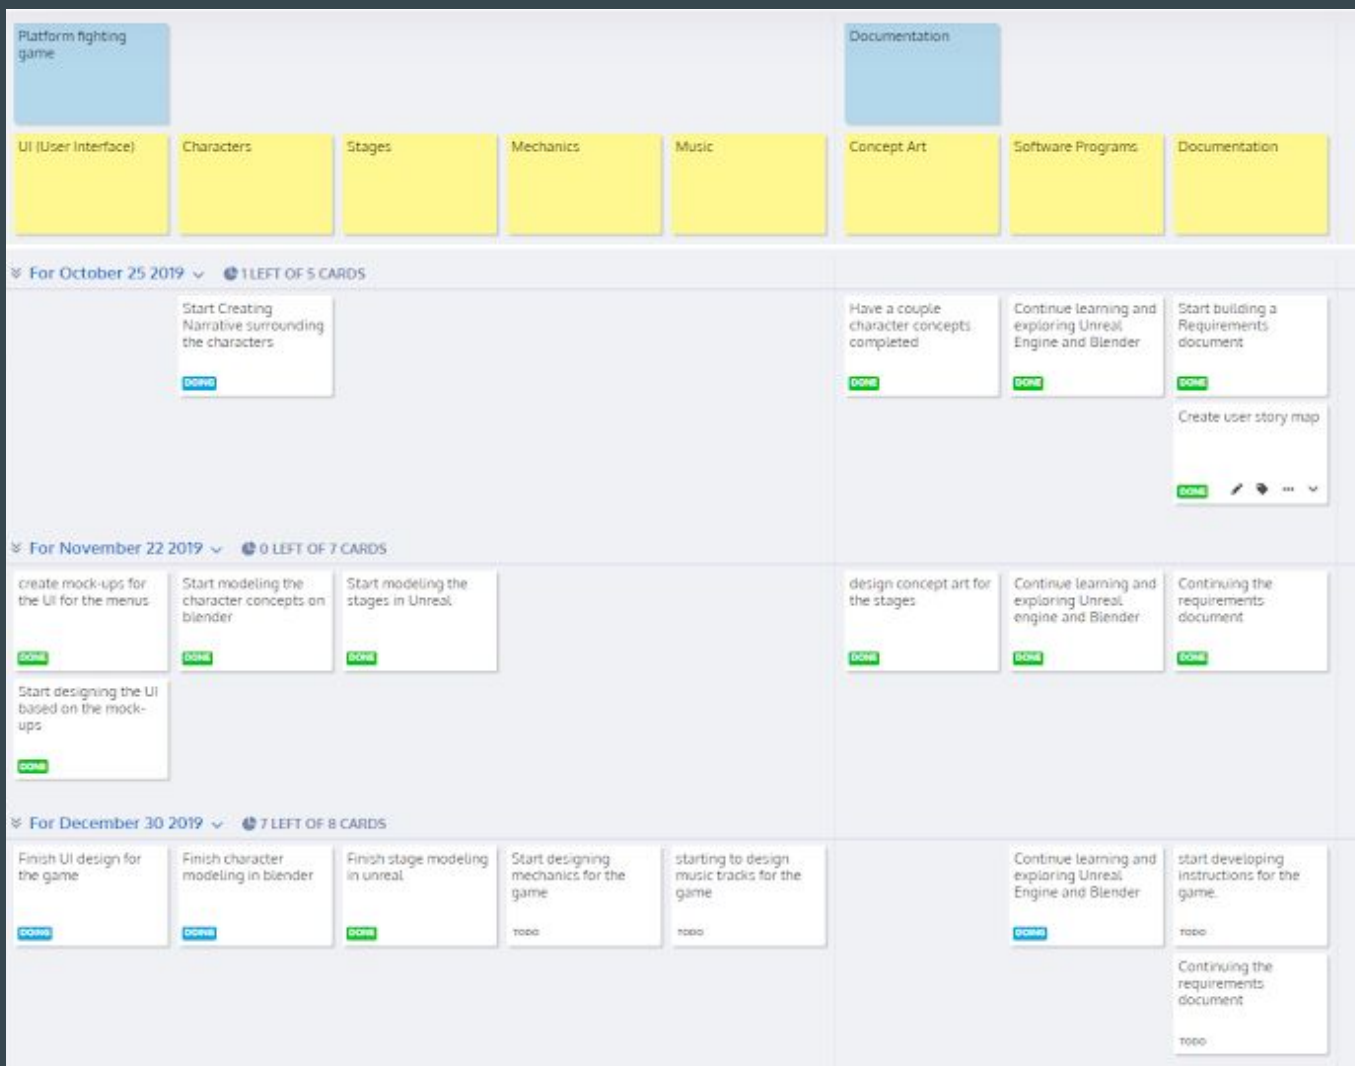 Platform fighting
game
Documentation
UI (User Interface)
Characters
Stages
Mechanics
Music
Concept Art
Software Programs
Documentation
For October 25 2019
1 LEFT OF 5 CARDS
Start Creating
Narrative surrounding
the characters
DOING
Have a couple
character concepts
completed
DONE
Continue learning and
exploring Unreal
Engine and Blender
DONE
Start building a
Requirements
document
DONE
Create user story map
DONE
For November 22 2019
0 LEFT OF 7 CARDS
create mock-ups for
the UI for the menus
DONE
Start modeling the
character concepts on
blender
DONE
Start modeling the
stages in Unreal
DONE
design concept art for
the stages
DONE
Continue learning and
exploring Unreal
engine and Blender
DONE
Continuing the
requirements
document
DONE
Start designing the UI
based on the mock-
ups
DONE
For December 30 2019
7 LEFT OF 8 CARDS
Finish UI design for
the game
DOING
Finish character
modeling in blender
DOING
Finish stage modeling
in unreal
DONE
Start designing
mechanics for the
game
TODO
starting to design
music tracks for the
game
TODO
Continue learning and
exploring Unreal
Engine and Blender
DOING
start developing
instructions for the
game.
TODO
Continuing the
requirements
document
TODO